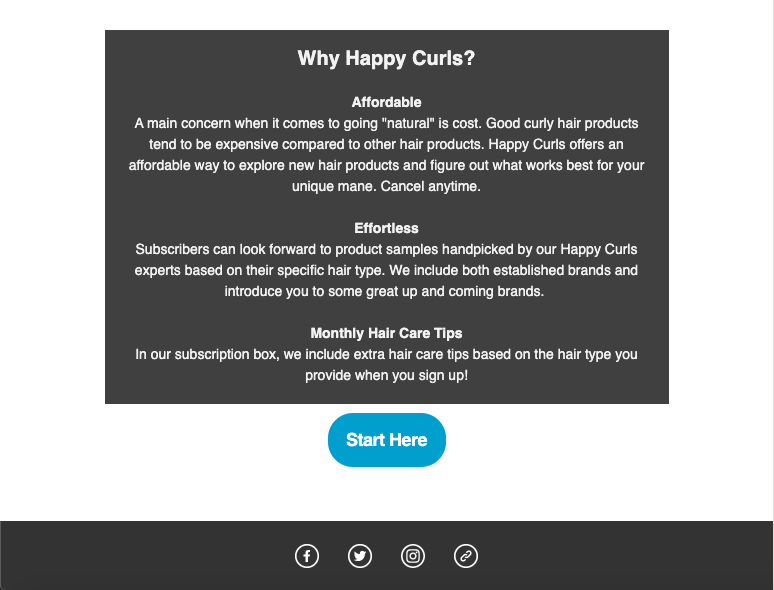 Why Happy Curls?
Affordable
A main concern when it comes to going "natural" is cost. Good curly hair products
tend to be expensive compared to other hair products. Happy Curls offers an
affordable way to explore new hair products and figure out what works best for your
unique mane. Cancel anytime.
Effortless
Subscribers can look forward to product samples handpicked by our Happy Curls
experts based on their specific hair type. We include both established brands and
introduce you to some great up and coming brands.
Monthly Hair Care Tips
In our subscription box, we include extra hair care tips based on the hair type you
provide when you sign up!
Start Here